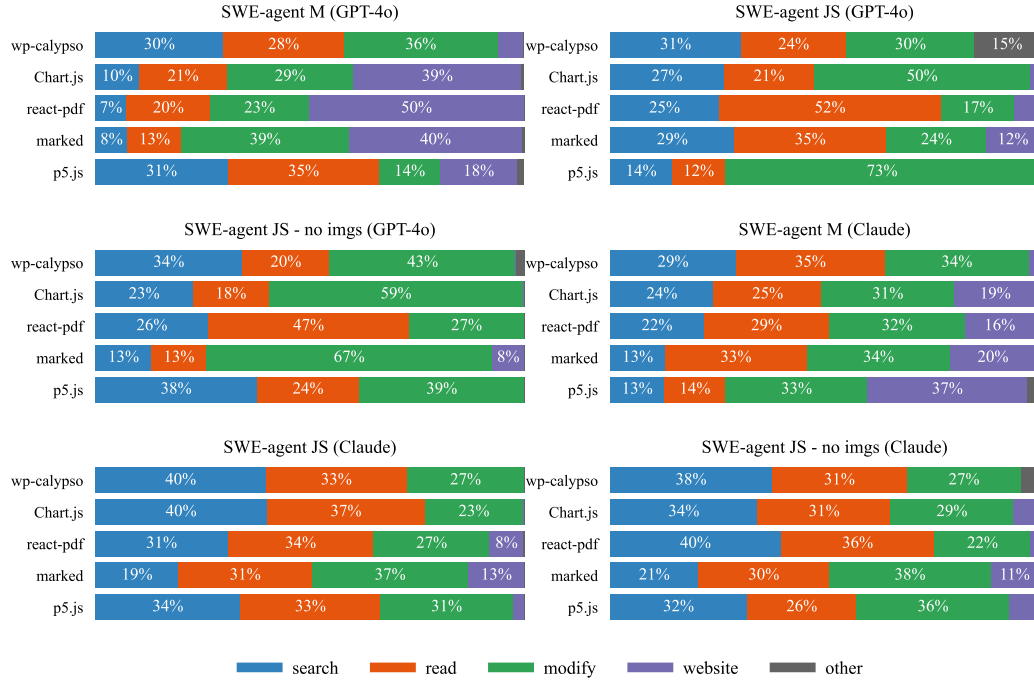 SWE-agent M (GPT-4o)
wp-calypso 30% 28% 36%
Chart.js 10% 21% 29% 39%
react-pdf 7% 20% 23% 50%
marked 8% 13% 39% 40%
p5.js 31% 35% 14% 18%
SWE-agent JS (GPT-4o)
wp-calypso 31% 24% 30% 15%
Chart.js 27% 21% 50%
react-pdf 25% 52% 17%
marked 29% 35% 24% 12%
p5.js 14% 12% 73%
SWE-agent JS - no imgs (GPT-4o)
wp-calypso 34% 20% 43%
Chart.js 23% 18% 59%
react-pdf 26% 47% 27%
marked 13% 13% 67% 8%
p5.js 38% 24% 39%
SWE-agent M (Claude)
wp-calypso 29% 35% 34%
Chart.js 24% 25% 31% 19%
react-pdf 22% 29% 32% 16%
marked 13% 33% 34% 20%
p5.js 13% 14% 33% 37%
SWE-agent JS (Claude)
wp-calypso 40% 33% 27%
Chart.js 40% 37% 23%
react-pdf 31% 34% 27% 8%
marked 19% 31% 37% 13%
p5.js 34% 33% 31%
SWE-agent JS - no imgs (Claude)
wp-calypso 38% 31% 27%
Chart.js 34% 31% 29%
react-pdf 40% 36% 22%
marked 21% 30% 38% 11%
p5.js 32% 26% 36%
search read modify website other